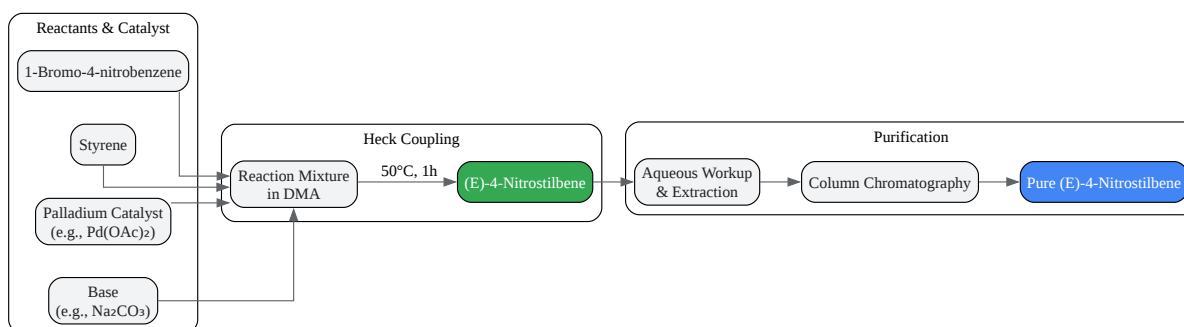 Reactants & Catalyst
1-Bromo-4-nitrobenzene
Styrene
Palladium Catalyst
(e.g., Pd(OAc)₂)
Base
(e.g., Na₂CO₃)
Heck Coupling
Reaction Mixture
in DMA
50°C, 1h
(E)-4-Nitrostilbene
Purification
Aqueous Workup
& Extraction
Column Chromatography
Pure (E)-4-Nitrostilbene